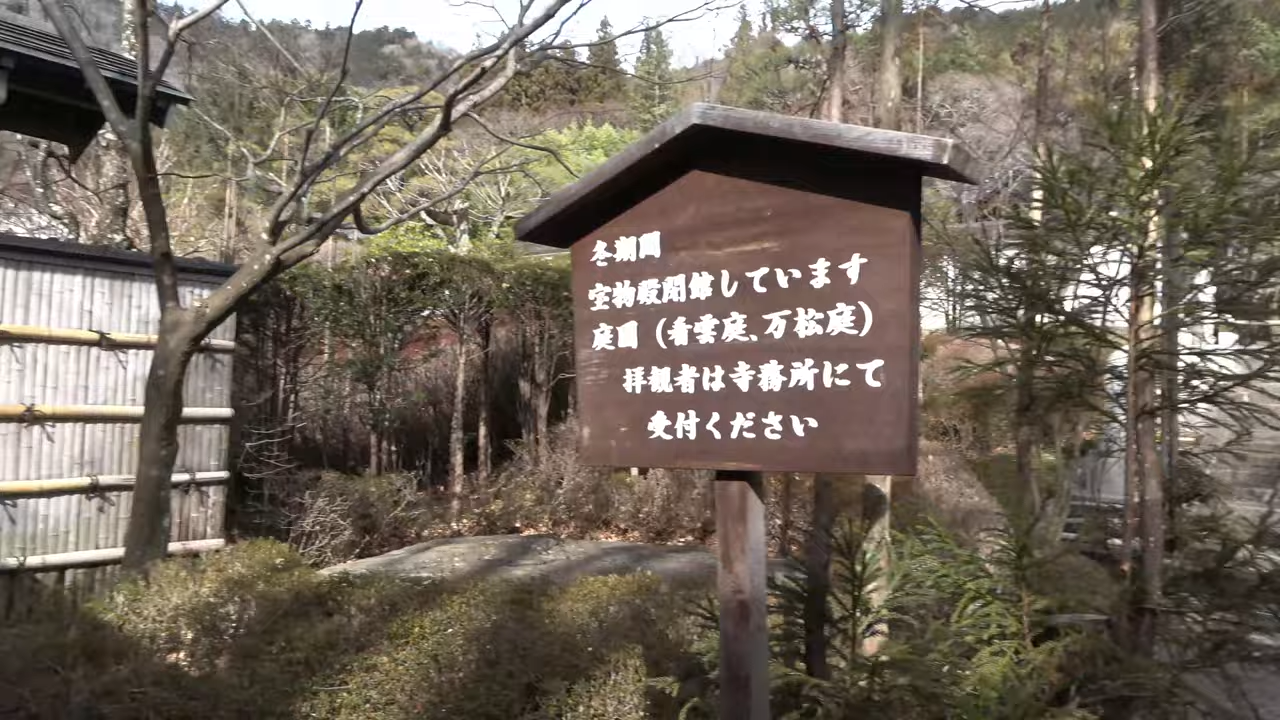 冬期間
宝物殿閉館しています
庭園（看雲庭、万松庭）
拝観者は寺務所にて
受付ください